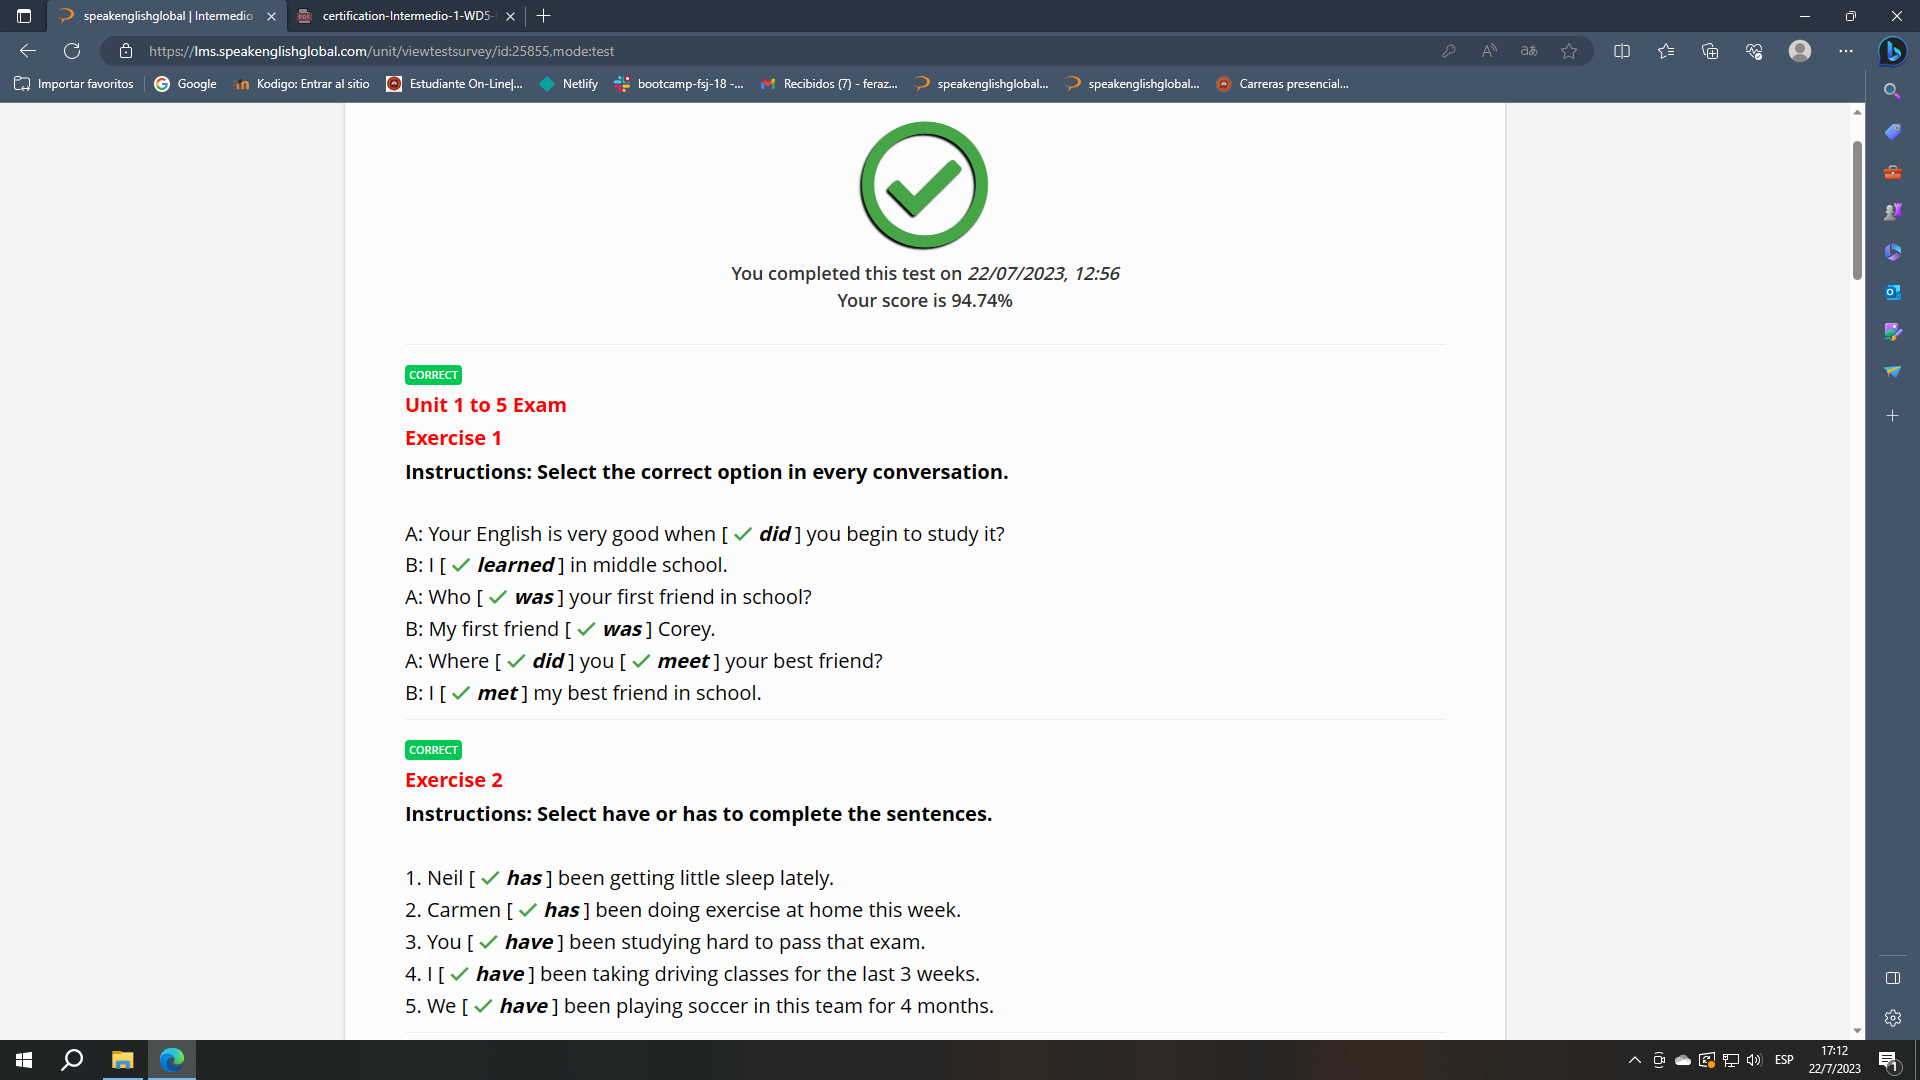 speakenglishglobal | Intermedio
certification-Intermedio-1-WD5-
https://lms.speakenglishglobal.com/unit/viewtestsurvey/id:25855,mode:test
Importar favoritos
Google
Kodigo: Entrar al sitio
Estudiante On-Line|...
Netlify
bootcamp-fsj-18 -...
Recibidos (7) - feraz...
speakenglishglobal...
speakenglishglobal...
Carreras presencial...
You completed this test on 22/07/2023, 12:56
Your score is 94.74%
CORRECT
Unit 1 to 5 Exam
Exercise 1
Instructions: Select the correct option in every conversation.
A: Your English is very good when [ ✓ did ] you begin to study it?
B: I [ ✓ learned ] in middle school.
A: Who [ ✓ was ] your first friend in school?
B: My first friend [ ✓ was ] Corey.
A: Where [ ✓ did ] you [ ✓ meet ] your best friend?
B: I [ ✓ met ] my best friend in school.
CORRECT
Exercise 2
Instructions: Select have or has to complete the sentences.
1. Neil [ ✓ has ] been getting little sleep lately.
2. Carmen [ ✓ has ] been doing exercise at home this week.
3. You [ ✓ have ] been studying hard to pass that exam.
4. I [ ✓ have ] been taking driving classes for the last 3 weeks.
5. We [ ✓ have ] been playing soccer in this team for 4 months.
ESP
17:12
22/7/2023
1